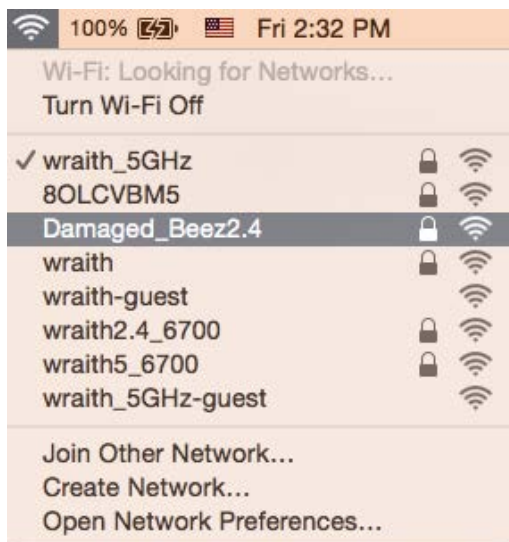 100% Fri 2:32 PM
Wi-Fi: Looking for Networks...
Turn Wi-Fi Off
wraith_5GHz
8OLCVBM5
Damaged_Beez2.4
wraith
wraith-guest
wraith2.4_6700
wraith5_6700
wraith_5GHz-guest
Join Other Network...
Create Network...
Open Network Preferences...